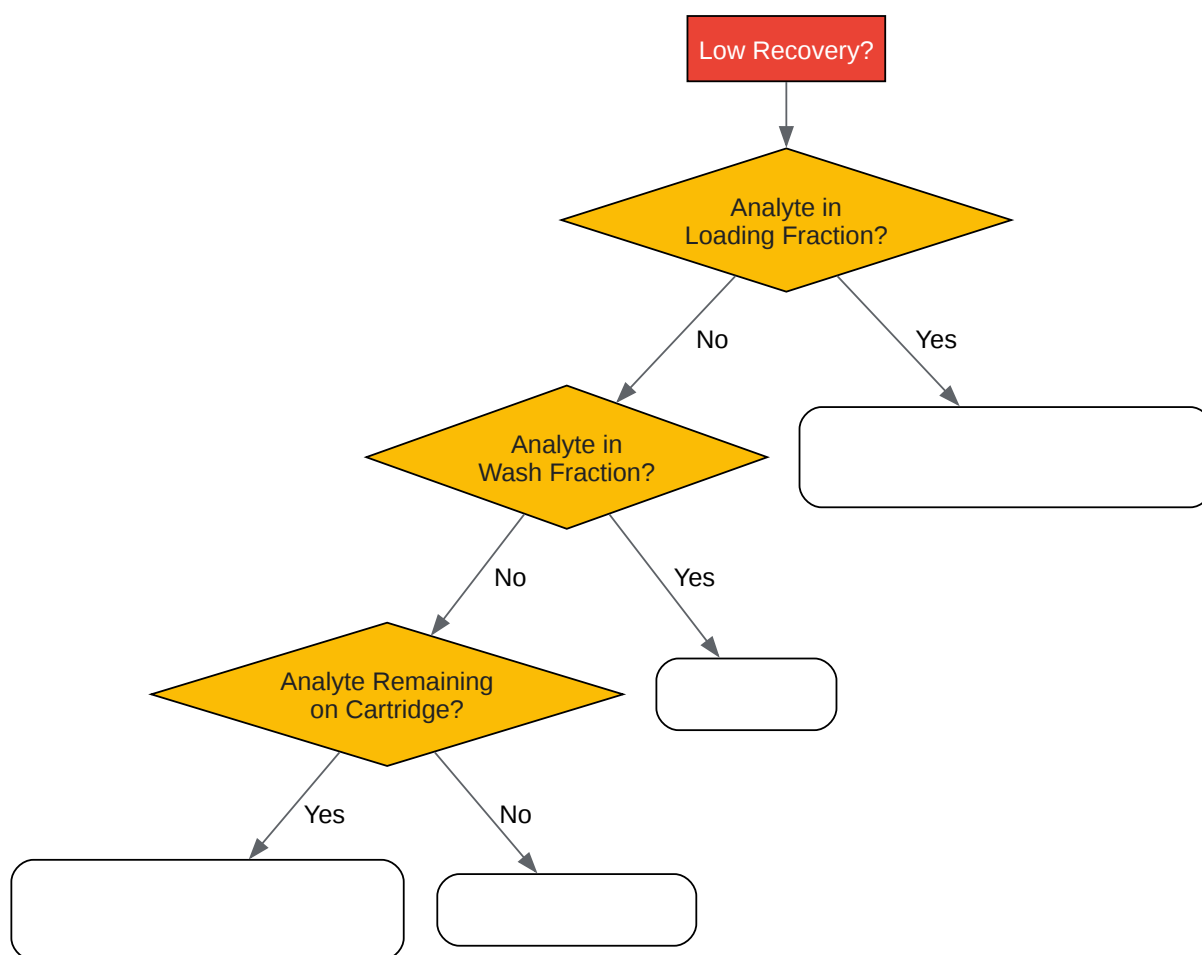 Low Recovery?
Analyte in
Loading Fraction?
No
Yes
Analyte in
Wash Fraction?
No
Yes
Analyte Remaining
on Cartridge?
Yes
No